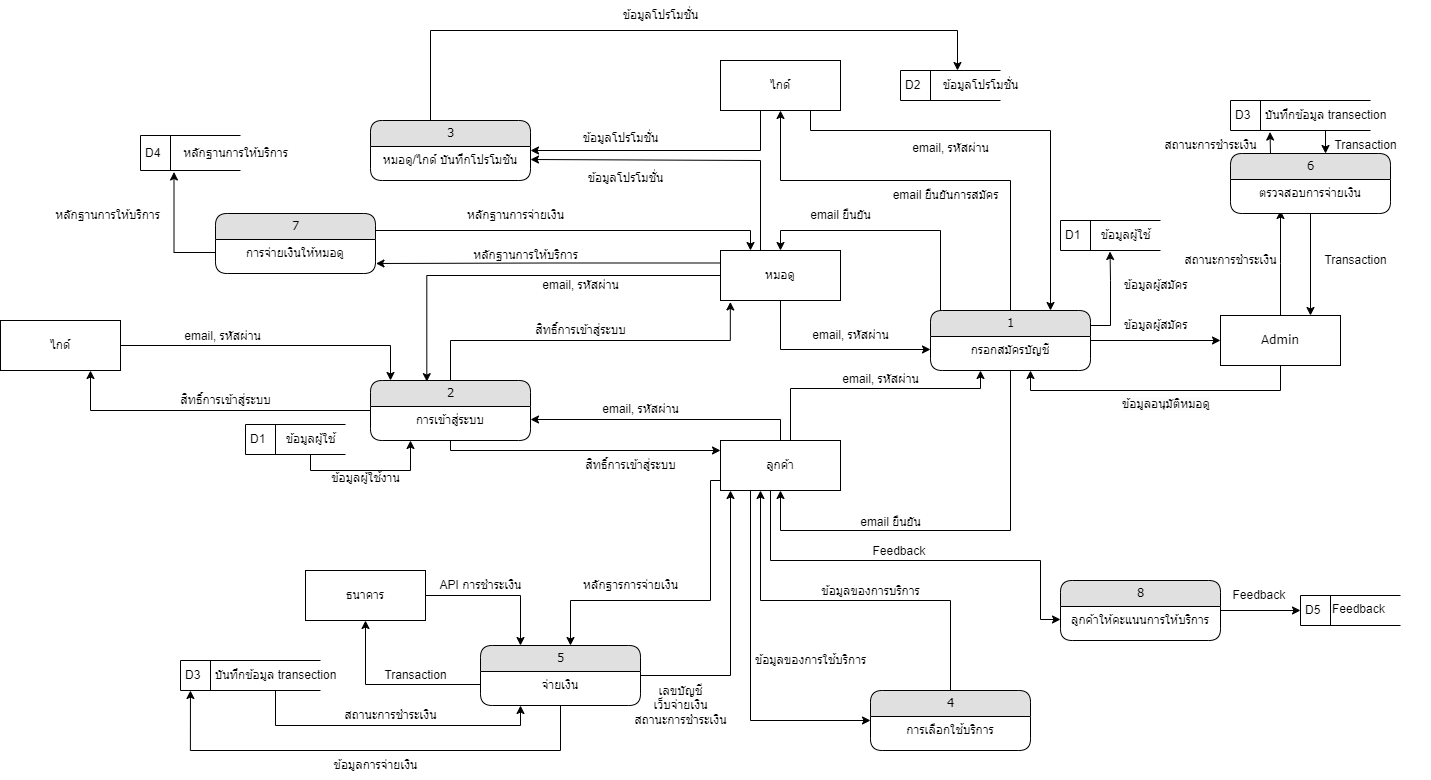 ข้อมูลโปรโมชั่น
ไกด์
D2
ข้อมูลโปรโมชั่น
D3
บันทึกข้อมูล transection
3
หมอดู/ไกด์ บันทึกโปรโมชัน
ข้อมูลโปรโมชั่น
email, รหัสผ่าน
สถานะการชำระเงิน
Transaction
D4
หลักฐานการให้บริการ
6
ตรวจสอบการจ่ายเงิน
ข้อมูลโปรโมชั่น
email ยืนยันการสมัคร
หลักฐานการให้บริการ
7
การจ่ายเงินให้หมอดู
หลักฐานการจ่ายเงิน
email ยืนยัน
D1
ข้อมูลผู้ใช้
หลักฐานการให้บริการ
หมอดู
email, รหัสผ่าน
สถานะการชำระเงิน
Transaction
ข้อมูลผู้สมัคร
ไกด์
email, รหัสผ่าน
สิทธิ์การเข้าสู่ระบบ
email, รหัสผ่าน
1
กรอกสมัครบัญชี
ข้อมูลผู้สมัคร
Admin
สิทธิ์การเข้าสู่ระบบ
2
การเข้าสู่ระบบ
email, รหัสผ่าน
email, รหัสผ่าน
ข้อมูลอนุมัติหมอดู
D1
ข้อมูลผู้ใช้
ข้อมูลผู้ใช้งาน
สิทธิ์การเข้าสู่ระบบ
ลูกค้า
email ยืนยัน
Feedback
ธนาคาร
API การชำระเงิน
หลักฐารการจ่ายเงิน
ข้อมูลของการบริการ
8
ลูกค้าให้คะแนนการให้บริการ
Feedback
D5
Feedback
5
จ่ายเงิน
ข้อมูลของการใช้บริการ
D3
บันทึกข้อมูล transection
Transaction
เลขบัญชี
เว็บจ่ายเงิน
สถานะการชำระเงิน
4
การเลือกใช้บริการ
สถานะการชำระเงิน
ข้อมูลการจ่ายเงิน